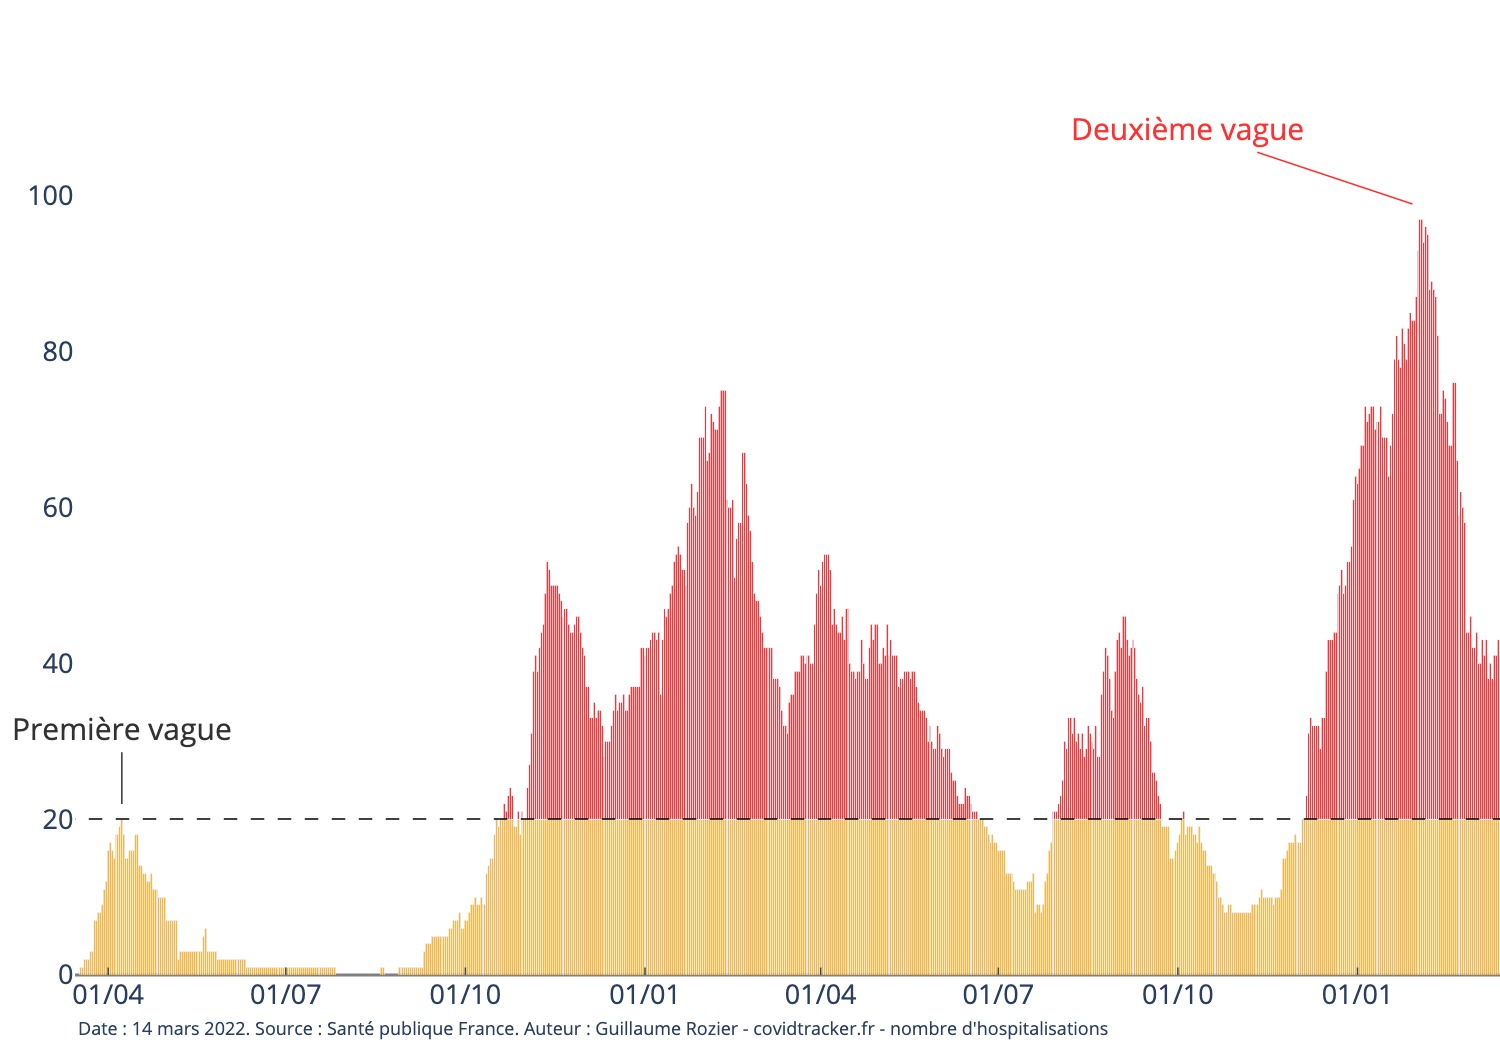 Deuxième vague
100
80
60
40
Première vague
20
0
01/04 01/07 01/10 01/01 01/04 01/07 01/10 01/01
Date : 14 mars 2022. Source : Santé publique France. Auteur : Guillaume Rozier - covidtracker.fr - nombre d'hospitalisations